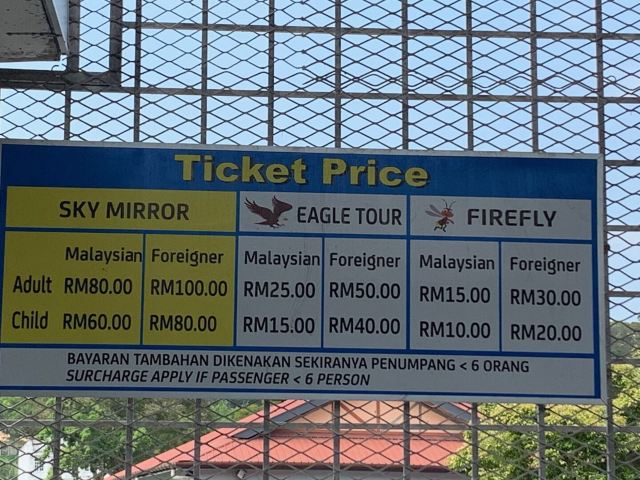 Ticket Price
SKY MIRROR EAGLE TOUR FIREFLY
Malaysian Foreigner Malaysian Foreigner Malaysian Foreigner
Adult RM80.00 RM100.00 RM25.00 RM50.00 RM15.00 RM30.00
Child RM60.00 RM80.00 RM15.00 RM40.00 RM10.00 RM20.00
BAYARAN TAMBAHAN DIKENAKAN SEKIRANYA PENUMPANG < 6 ORANG
SURCHARGE APPLY IF PASSENGER < 6 PERSON